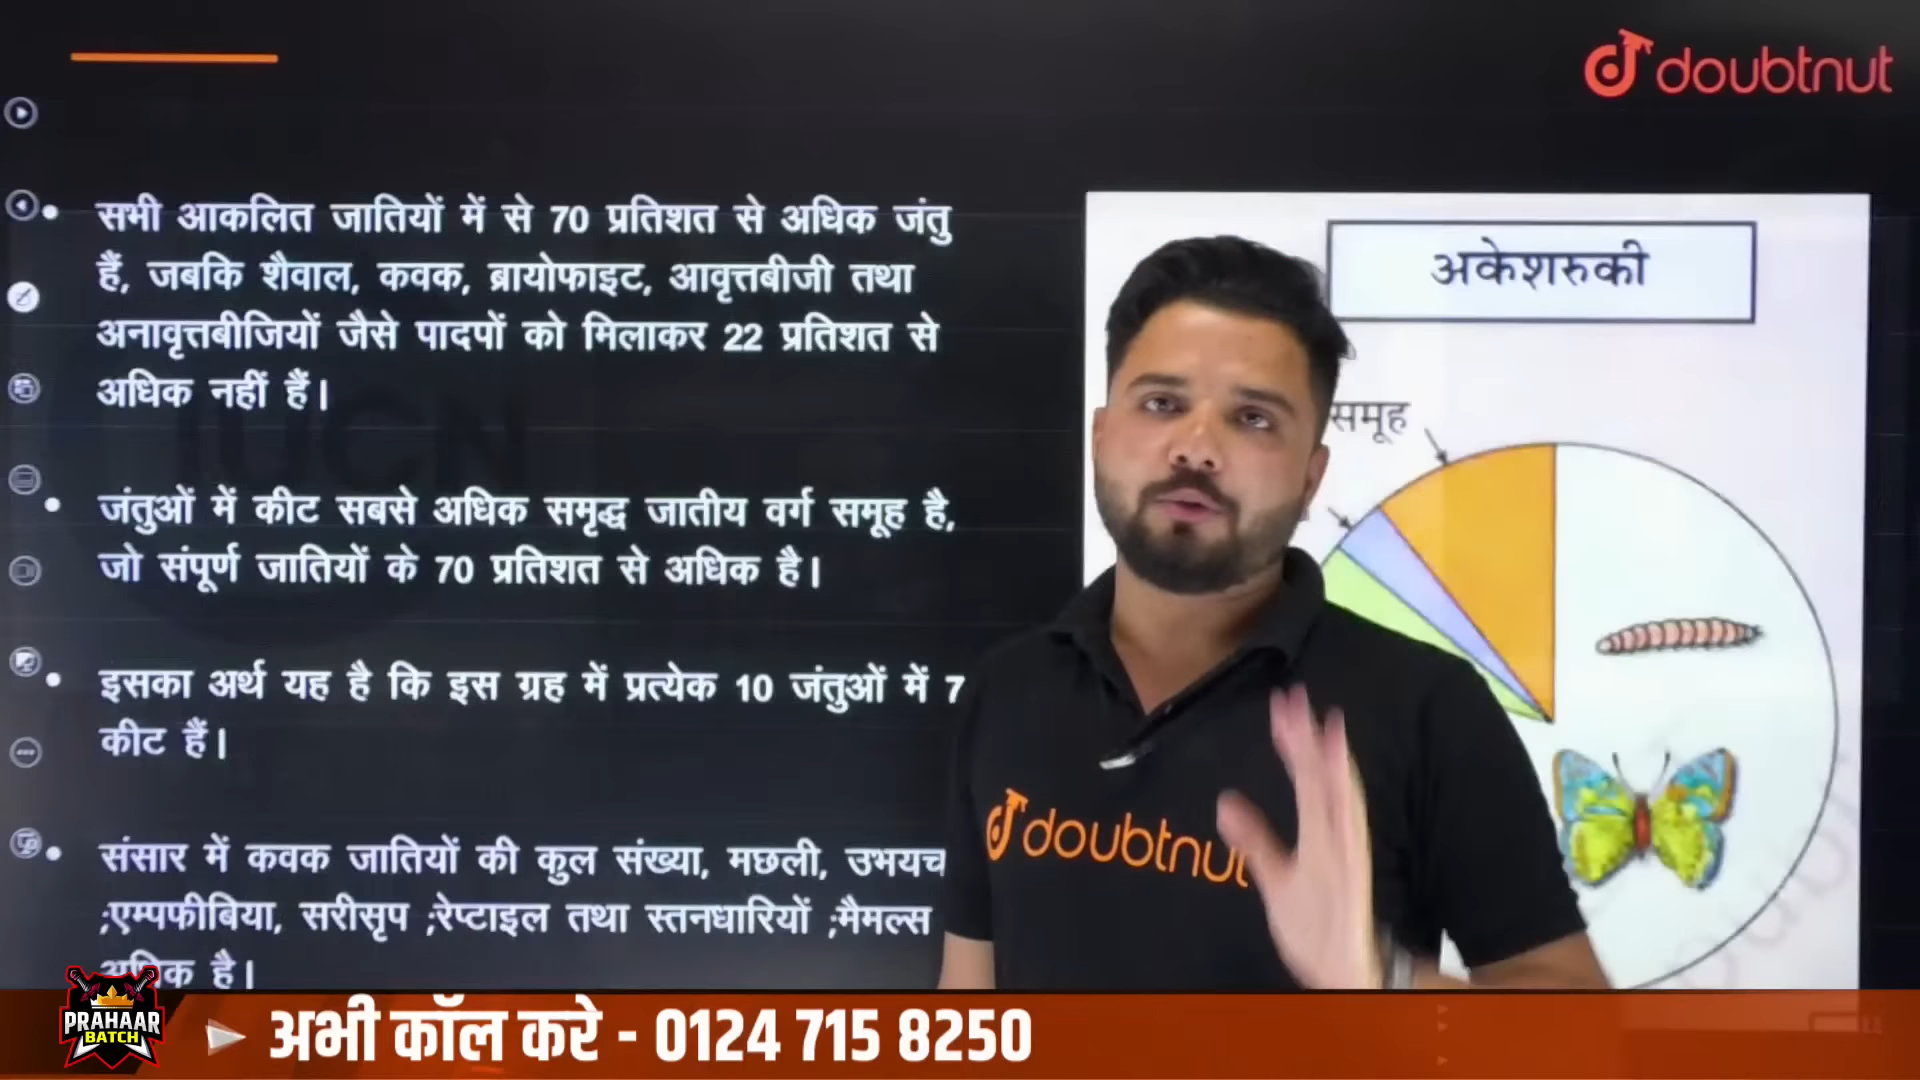 doubtnut
सभी आकलित जातियों में से 70 प्रतिशत से अधिक जंतु
हैं, जबकि शैवाल, कवक, ब्रायोफाइट, आवृत्तबीजी तथा
अनावृत्तबीजियों जैसे पादपों को मिलाकर 22 प्रतिशत से
अधिक नहीं हैं।
IUCN
जंतुओं में कीट सबसे अधिक समृद्ध जातीय वर्ग समूह है,
जो संपूर्ण जातियों के 70 प्रतिशत से अधिक है।
इसका अर्थ यह है कि इस ग्रह में प्रत्येक 10 जंतुओं में 7
कीट हैं।
संसार में कवक जातियों की कुल संख्या, मछली, उभयच
;एम्पफीबिया, सरीसृप ;रेप्टाइल तथा स्तनधारियों ;मैमल्स
अधिक है।
अकेशरुकी
समूह
doubtnut
PRAHAAR
BATCH
अभी कॉल करे - 0124 715 8250